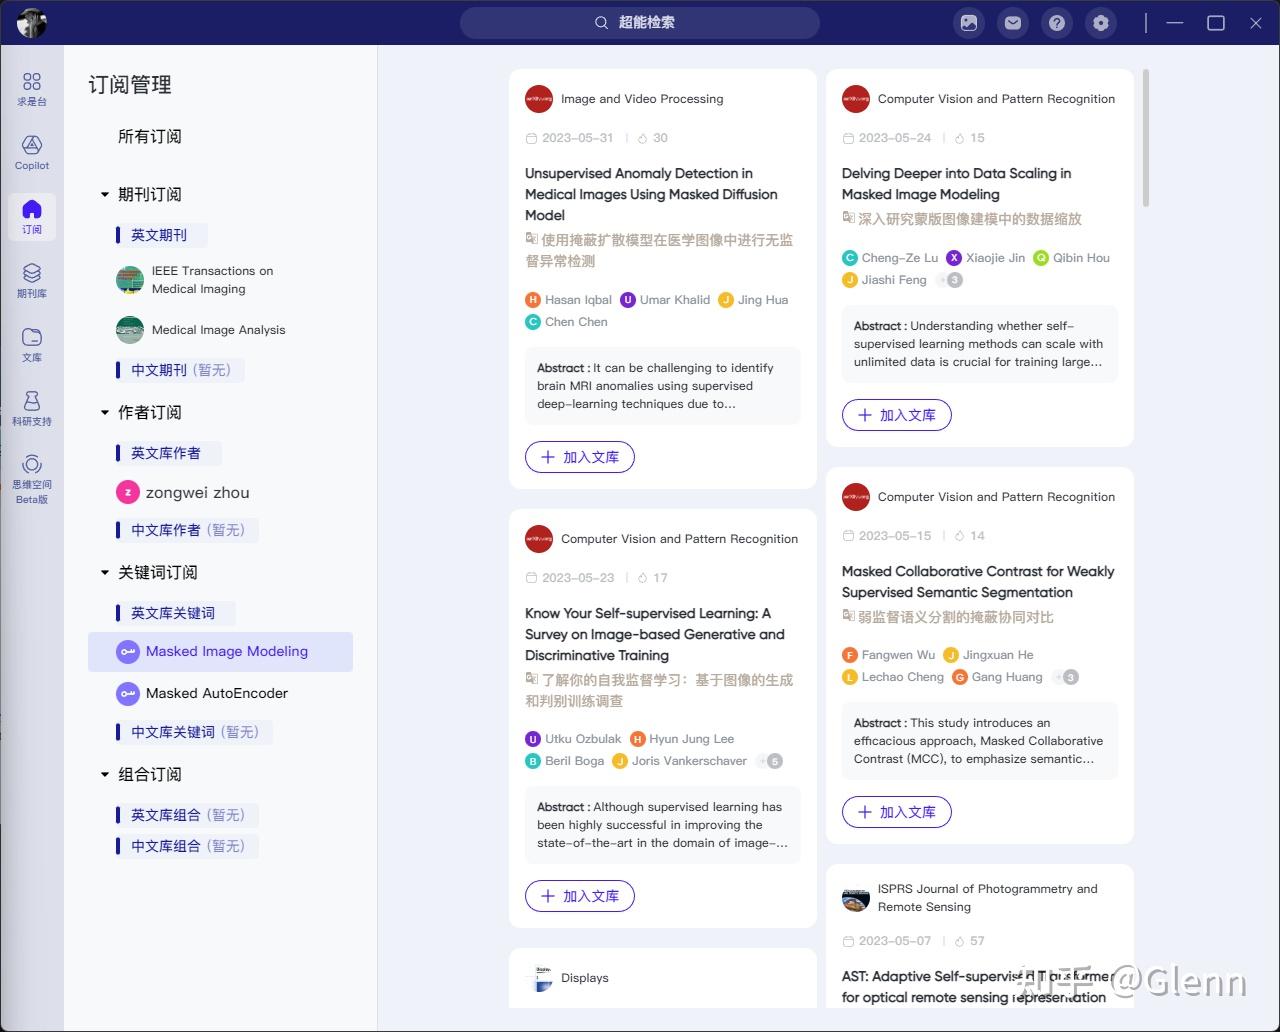 超能检索
求是台
Copilot
订阅
期刊库
文库
科研支持
思维空间
Beta版
订阅管理
所有订阅
期刊订阅
英文期刊
IEEE Transactions on
Medical Imaging
Medical Image Analysis
中文期刊 (暂无)
作者订阅
英文库作者
z zongwei zhou
中文库作者 (暂无)
关键词订阅
英文库关键词
Masked Image Modeling
Masked AutoEncoder
中文库关键词 (暂无)
组合订阅
英文库组合 (暂无)
中文库组合 (暂无)
Image and Video Processing
2023-05-31 | 30
Unsupervised Anomaly Detection in
Medical Images Using Masked Diffusion
Model
使用掩蔽扩散模型在医学图像中进行无监
督异常检测
H Hasan Iqbal U Umar Khalid J Jing Hua
C Chen Chen
Abstract : It can be challenging to identify
brain MRI anomalies using supervised
deep-learning techniques due to...
+ 加入文库
Computer Vision and Pattern Recognition
2023-05-23 | 17
Know Your Self-supervised Learning: A
Survey on Image-based Generative and
Discriminative Training
了解你的自我监督学习：基于图像的生成
和判别训练调查
U Utku Ozbulak H Hyun Jung Lee
B Beril Boga J Joris Vankerschaver +5
Abstract : Although supervised learning has
been highly successful in improving the
state-of-the-art in the domain of image-...
+ 加入文库
Displays
Computer Vision and Pattern Recognition
2023-05-24 | 15
Delving Deeper into Data Scaling in
Masked Image Modeling
深入研究蒙版图像建模中的数据缩放
C Cheng-Ze Lu X Xiaojie Jin Q Qibin Hou
J Jiashi Feng +3
Abstract : Understanding whether self-
supervised learning methods can scale with
unlimited data is crucial for training large...
+ 加入文库
Computer Vision and Pattern Recognition
2023-05-15 | 14
Masked Collaborative Contrast for Weakly
Supervised Semantic Segmentation
弱监督语义分割的掩蔽协同对比
F Fangwen Wu J Jingxuan He
L Lechao Cheng G Gang Huang +3
Abstract : This study introduces an
efficacious approach, Masked Collaborative
Contrast (MCC), to emphasize semantic...
+ 加入文库
ISPRS Journal of Photogrammetry and
Remote Sensing
2023-05-07 | 57
AST: Adaptive Self-supervised Transformer
for optical remote sensing representation
知乎 @Glenn